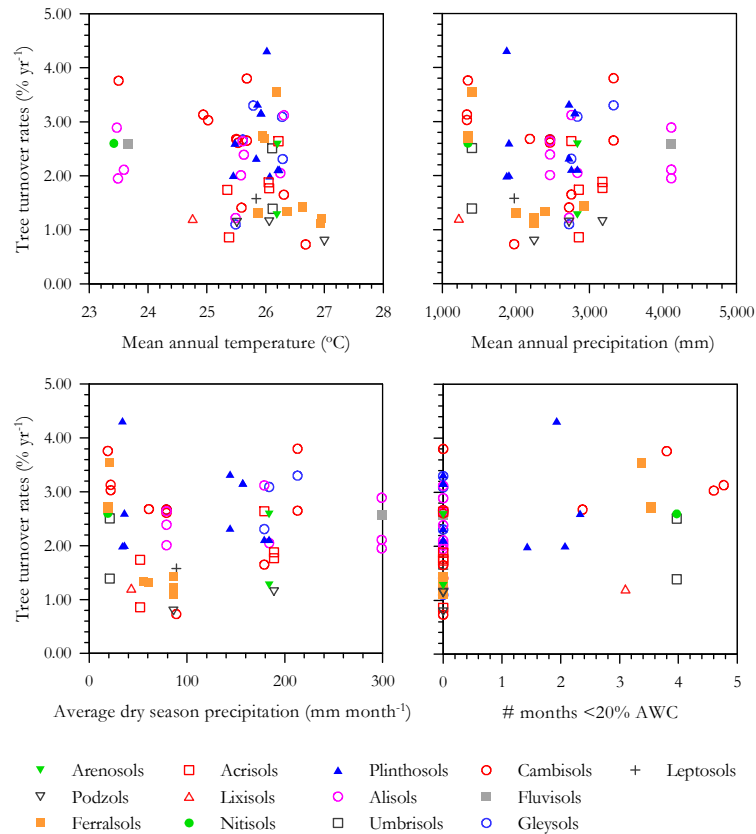 5.00
4.00
3.00
2.00
1.00
0.00
Tree turnover rates (% yr-1)
23 24 25 26 27 28
Mean annual temperature (oC)
1,000 2,000 3,000 4,000 5,000
Mean annual precipitation (mm)
5.00
4.00
3.00
2.00
1.00
0.00
Tree turnover rates (% yr-1)
0 100 200 300
Average dry season precipitation (mm month-1)
0 1 2 3 4 5
# months <20% AWC
Arenosols Acrisols Plinthosols Cambisols Leptosols
Podzols Lixisols Alisols Fluvisols
Ferralsols Nitisols Umbrisols Gleysols